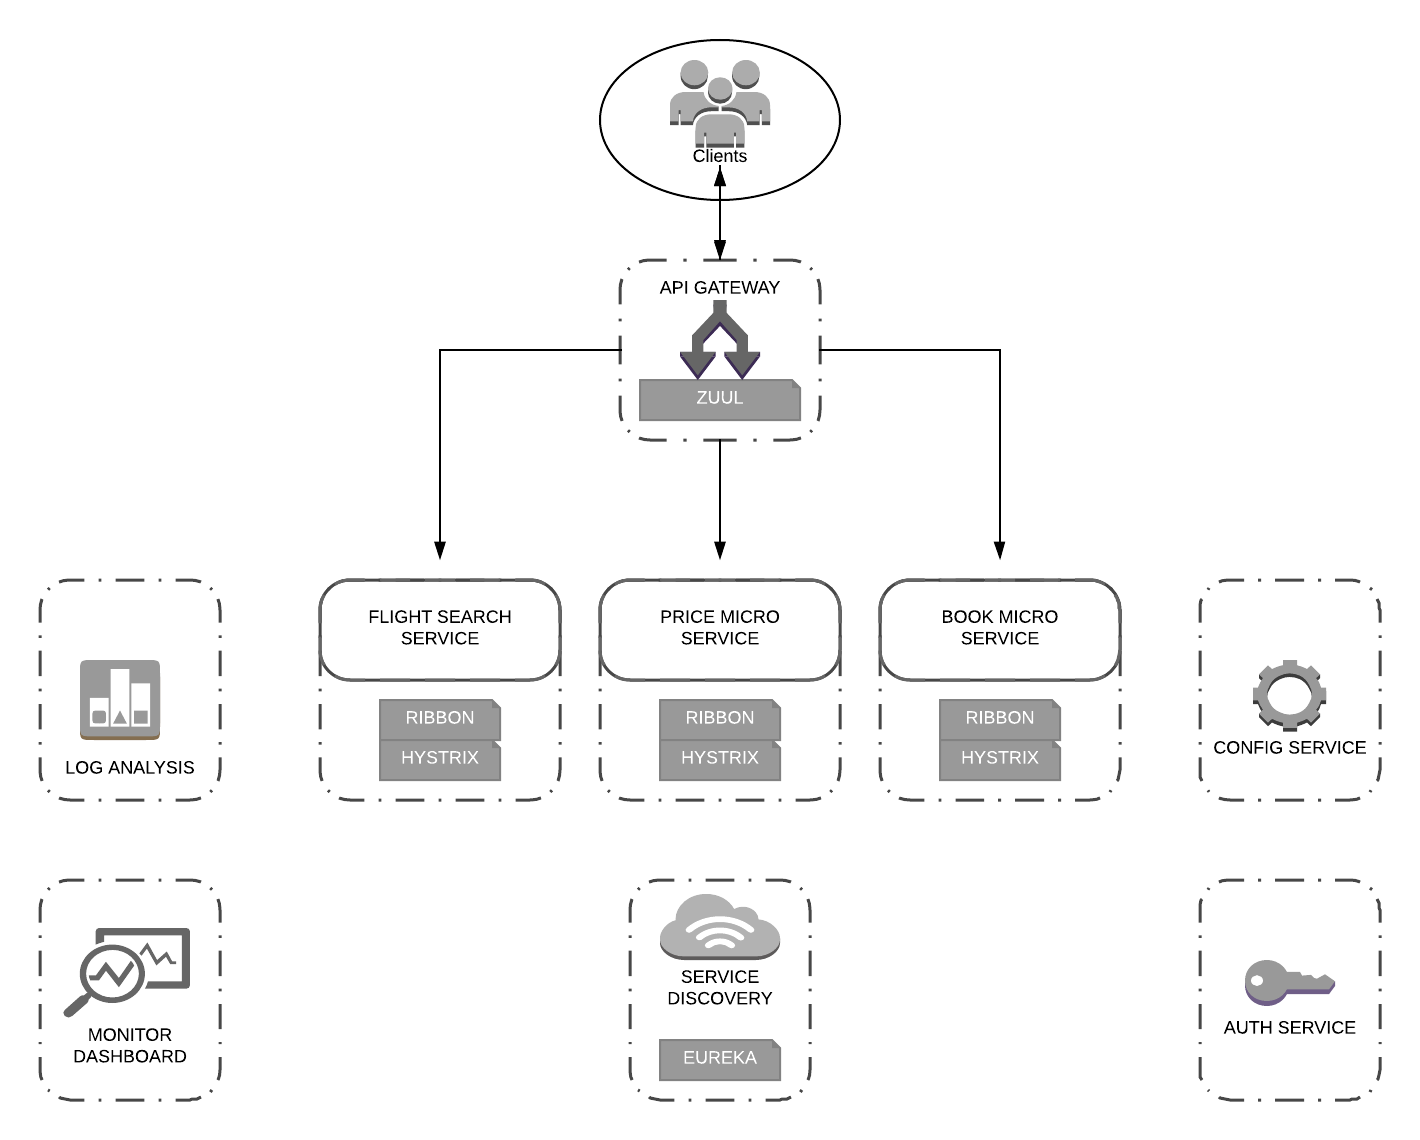 Clients
API GATEWAY
ZUUL
FLIGHT SEARCH
SERVICE
RIBBON
HYSTRIX
PRICE MICRO
SERVICE
RIBBON
HYSTRIX
BOOK MICRO
SERVICE
RIBBON
HYSTRIX
LOG ANALYSIS
CONFIG SERVICE
MONITOR
DASHBOARD
SERVICE
DISCOVERY
EUREKA
AUTH SERVICE